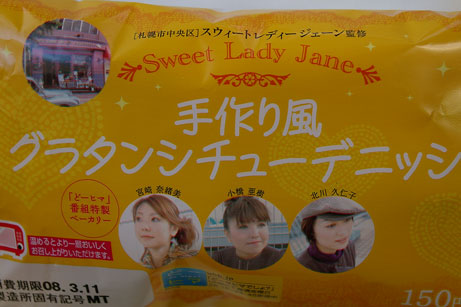 [札幌市中央区]スウィートレディージェーン監修
Sweet Lady Jane
手作り風
グラタンシチューデニッシ
「どーヒマ」
番組特製
ベーカリー
宮崎 奈緒美
小橋 亜樹
北川 久仁子
温めるとより一層おいしく
お召し上がりいただけます。
消費期限08.3.11
製造所固有記号MT
150